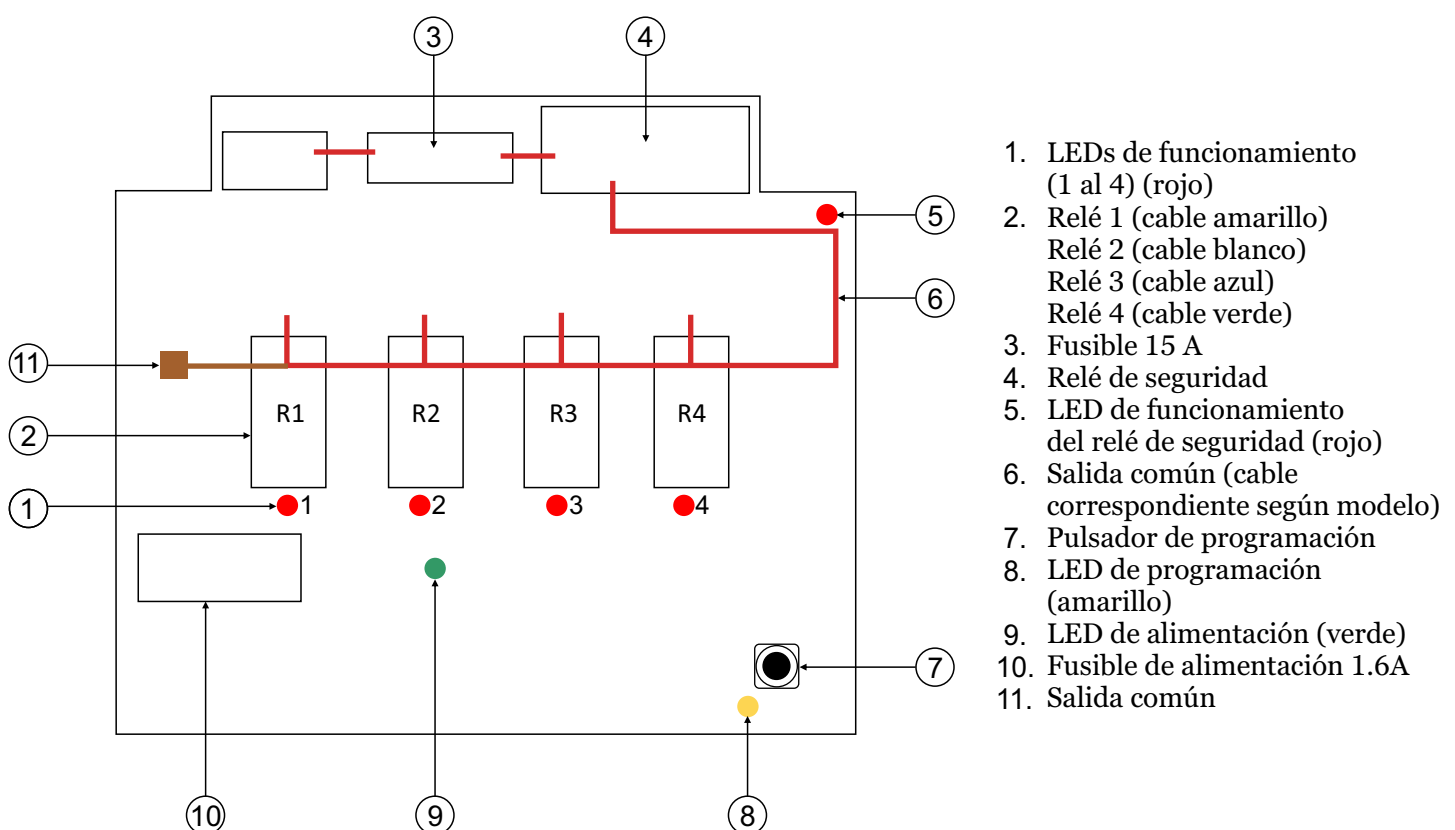 3
4
5
6
11
R1
R2
R3
R4
2
1
1
2
3
4
7
10
9
8
1. LEDs de funcionamiento
(1 al 4) (rojo)
2. Relé 1 (cable amarillo)
Relé 2 (cable blanco)
Relé 3 (cable azul)
Relé 4 (cable verde)
3. Fusible 15 A
4. Relé de seguridad
5. LED de funcionamiento
del relé de seguridad (rojo)
6. Salida común (cable
correspondiente según modelo)
7. Pulsador de programación
8. LED de programación
(amarillo)
9. LED de alimentación (verde)
10. Fusible de alimentación 1.6A
11. Salida común